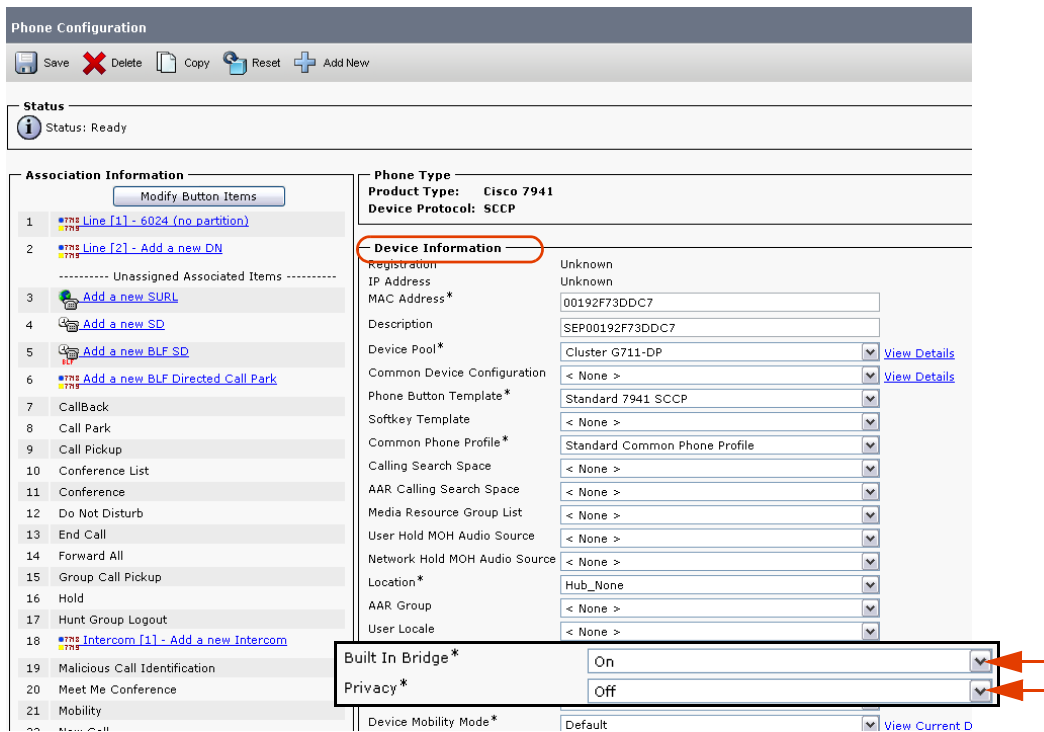 Phone Configuration
Save Delete Copy Reset Add New
Status
Status: Ready
Association Information
Modify Button Items
1 Line [1] - 6024 (no partition)
2 Line [2] - Add a new DN
---------- Unassigned Associated Items ----------
3 Add a new SURL
4 Add a new SD
5 Add a new BLF SD
6 Add a new BLF Directed Call Park
7 CallBack
8 Call Park
9 Call Pickup
10 Conference List
11 Conference
12 Do Not Disturb
13 End Call
14 Forward All
15 Group Call Pickup
16 Hold
17 Hunt Group Logout
18 Intercom [1] - Add a new Intercom
19 Malicious Call Identification
20 Meet Me Conference
21 Mobility
Phone Type
Product Type: Cisco 7941
Device Protocol: SCCP
Device Information
Registration Unknown
IP Address Unknown
MAC Address* 00192F73DDC7
Description SEP00192F73DDC7
Device Pool* Cluster G711-DP View Details
Common Device Configuration < None > View Details
Phone Button Template* Standard 7941 SCCP
Softkey Template < None >
Common Phone Profile* Standard Common Phone Profile
Calling Search Space < None >
AAR Calling Search Space < None >
Media Resource Group List < None >
User Hold MOH Audio Source < None >
Network Hold MOH Audio Source < None >
Location* Hub_None
AAR Group < None >
User Locale < None >
Built In Bridge* On
Privacy* Off
Device Mobility Mode* Default View Current D